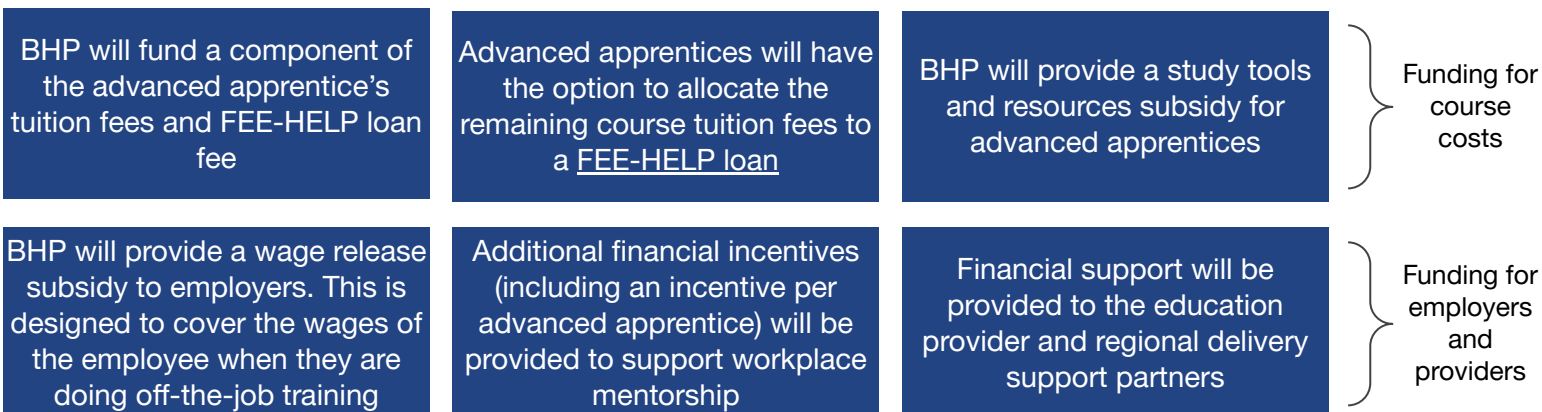 BHP will fund a component of
the advanced apprentice’s
tuition fees and FEE-HELP loan
fee
Advanced apprentices will have
the option to allocate the
remaining course tuition fees to
a FEE-HELP loan
BHP will provide a study tools
and resources subsidy for
advanced apprentices
Funding for
course
costs
BHP will provide a wage release
subsidy to employers. This is
designed to cover the wages of
the employee when they are
doing off-the-job training
Additional financial incentives
(including an incentive per
advanced apprentice) will be
provided to support workplace
mentorship
Financial support will be
provided to the education
provider and regional delivery
support partners
Funding for
employers
and
providers